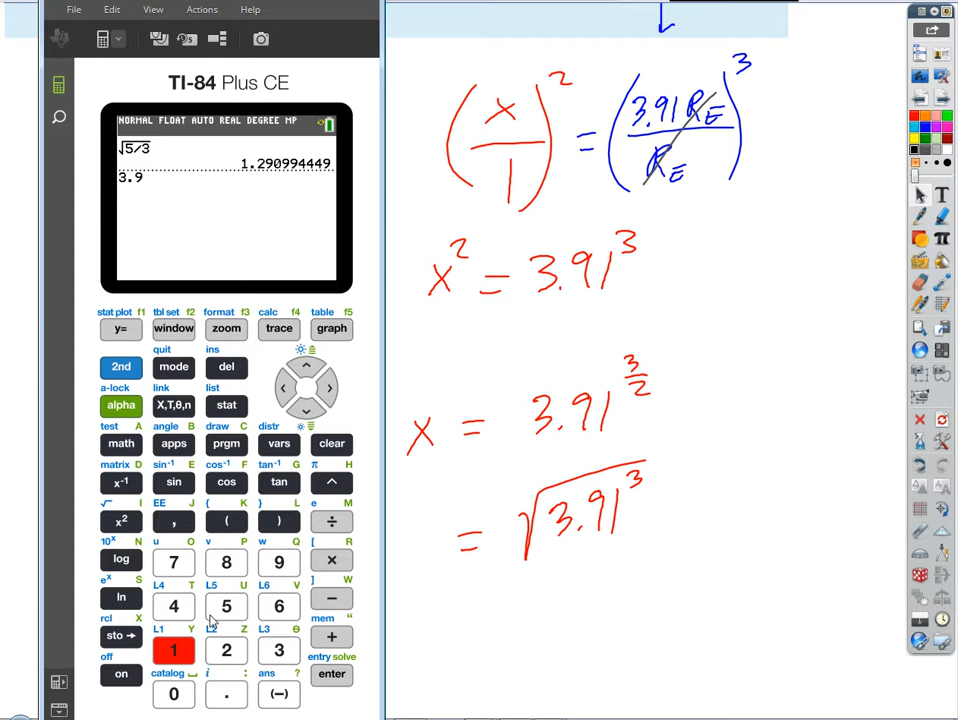 File Edit View Actions Help
TI-84 Plus CE
NORMAL FLOAT AUTO REAL DEGREE MP
√5/3
1.290994449
3.9
stat plot f1 tbl set f2 format f3 calc f4 table f5
y= window zoom trace graph
quit ins
2nd mode del
a-lock link list
alpha X,T,θ,n stat
test A angle B draw C distr
math apps prgm vars clear
matrix D sin⁻¹ E cos⁻¹ F tan⁻¹ G π H
x⁻¹ sin cos tan ^
√ I EE J { K } L e M
x² , ( ) ÷
10ˣ N u O v P w Q [ R
log 7 8 9 ×
eˣ S L4 T L5 U L6 V ] W
ln 4 5 6 −
rcl X L1 Y L2 Z L3 θ mem "
sto→ 1 2 3 +
off catalog i : ans ? entry solve
on 0 . (−) enter
(x/1)² = (3.91 R_E/R_E)³
x² = 3.91³
x = 3.91^(3/2)
= √3.91³
T
π